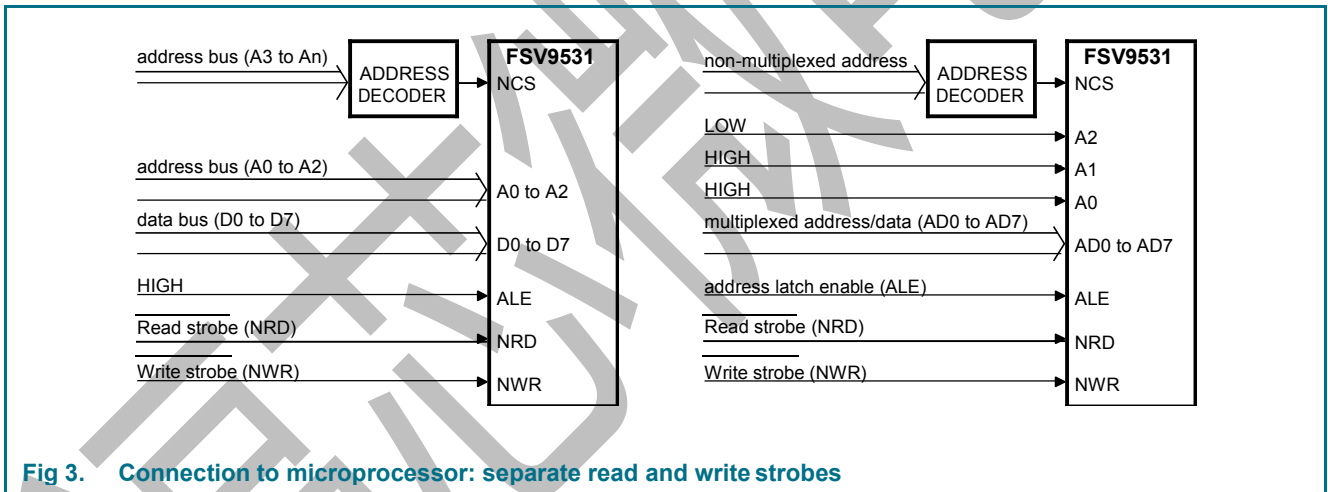 address bus (A3 to An)
ADDRESS
DECODER
FSV9531
NCS
address bus (A0 to A2)
A0 to A2
data bus (D0 to D7)
D0 to D7
HIGH
ALE
Read strobe (NRD)
NRD
Write strobe (NWR)
NWR
non-multiplexed address
ADDRESS
DECODER
FSV9531
NCS
LOW
A2
HIGH
A1
HIGH
A0
multiplexed address/data (AD0 to AD7)
AD0 to AD7
address latch enable (ALE)
ALE
Read strobe (NRD)
NRD
Write strobe (NWR)
NWR
Fig 3. Connection to microprocessor: separate read and write strobes